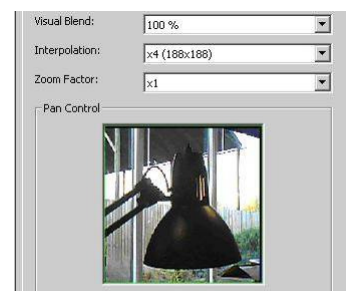 Visual Blend: 100 %
Interpolation: x4 (188x188)
Zoom Factor: x1
Pan Control